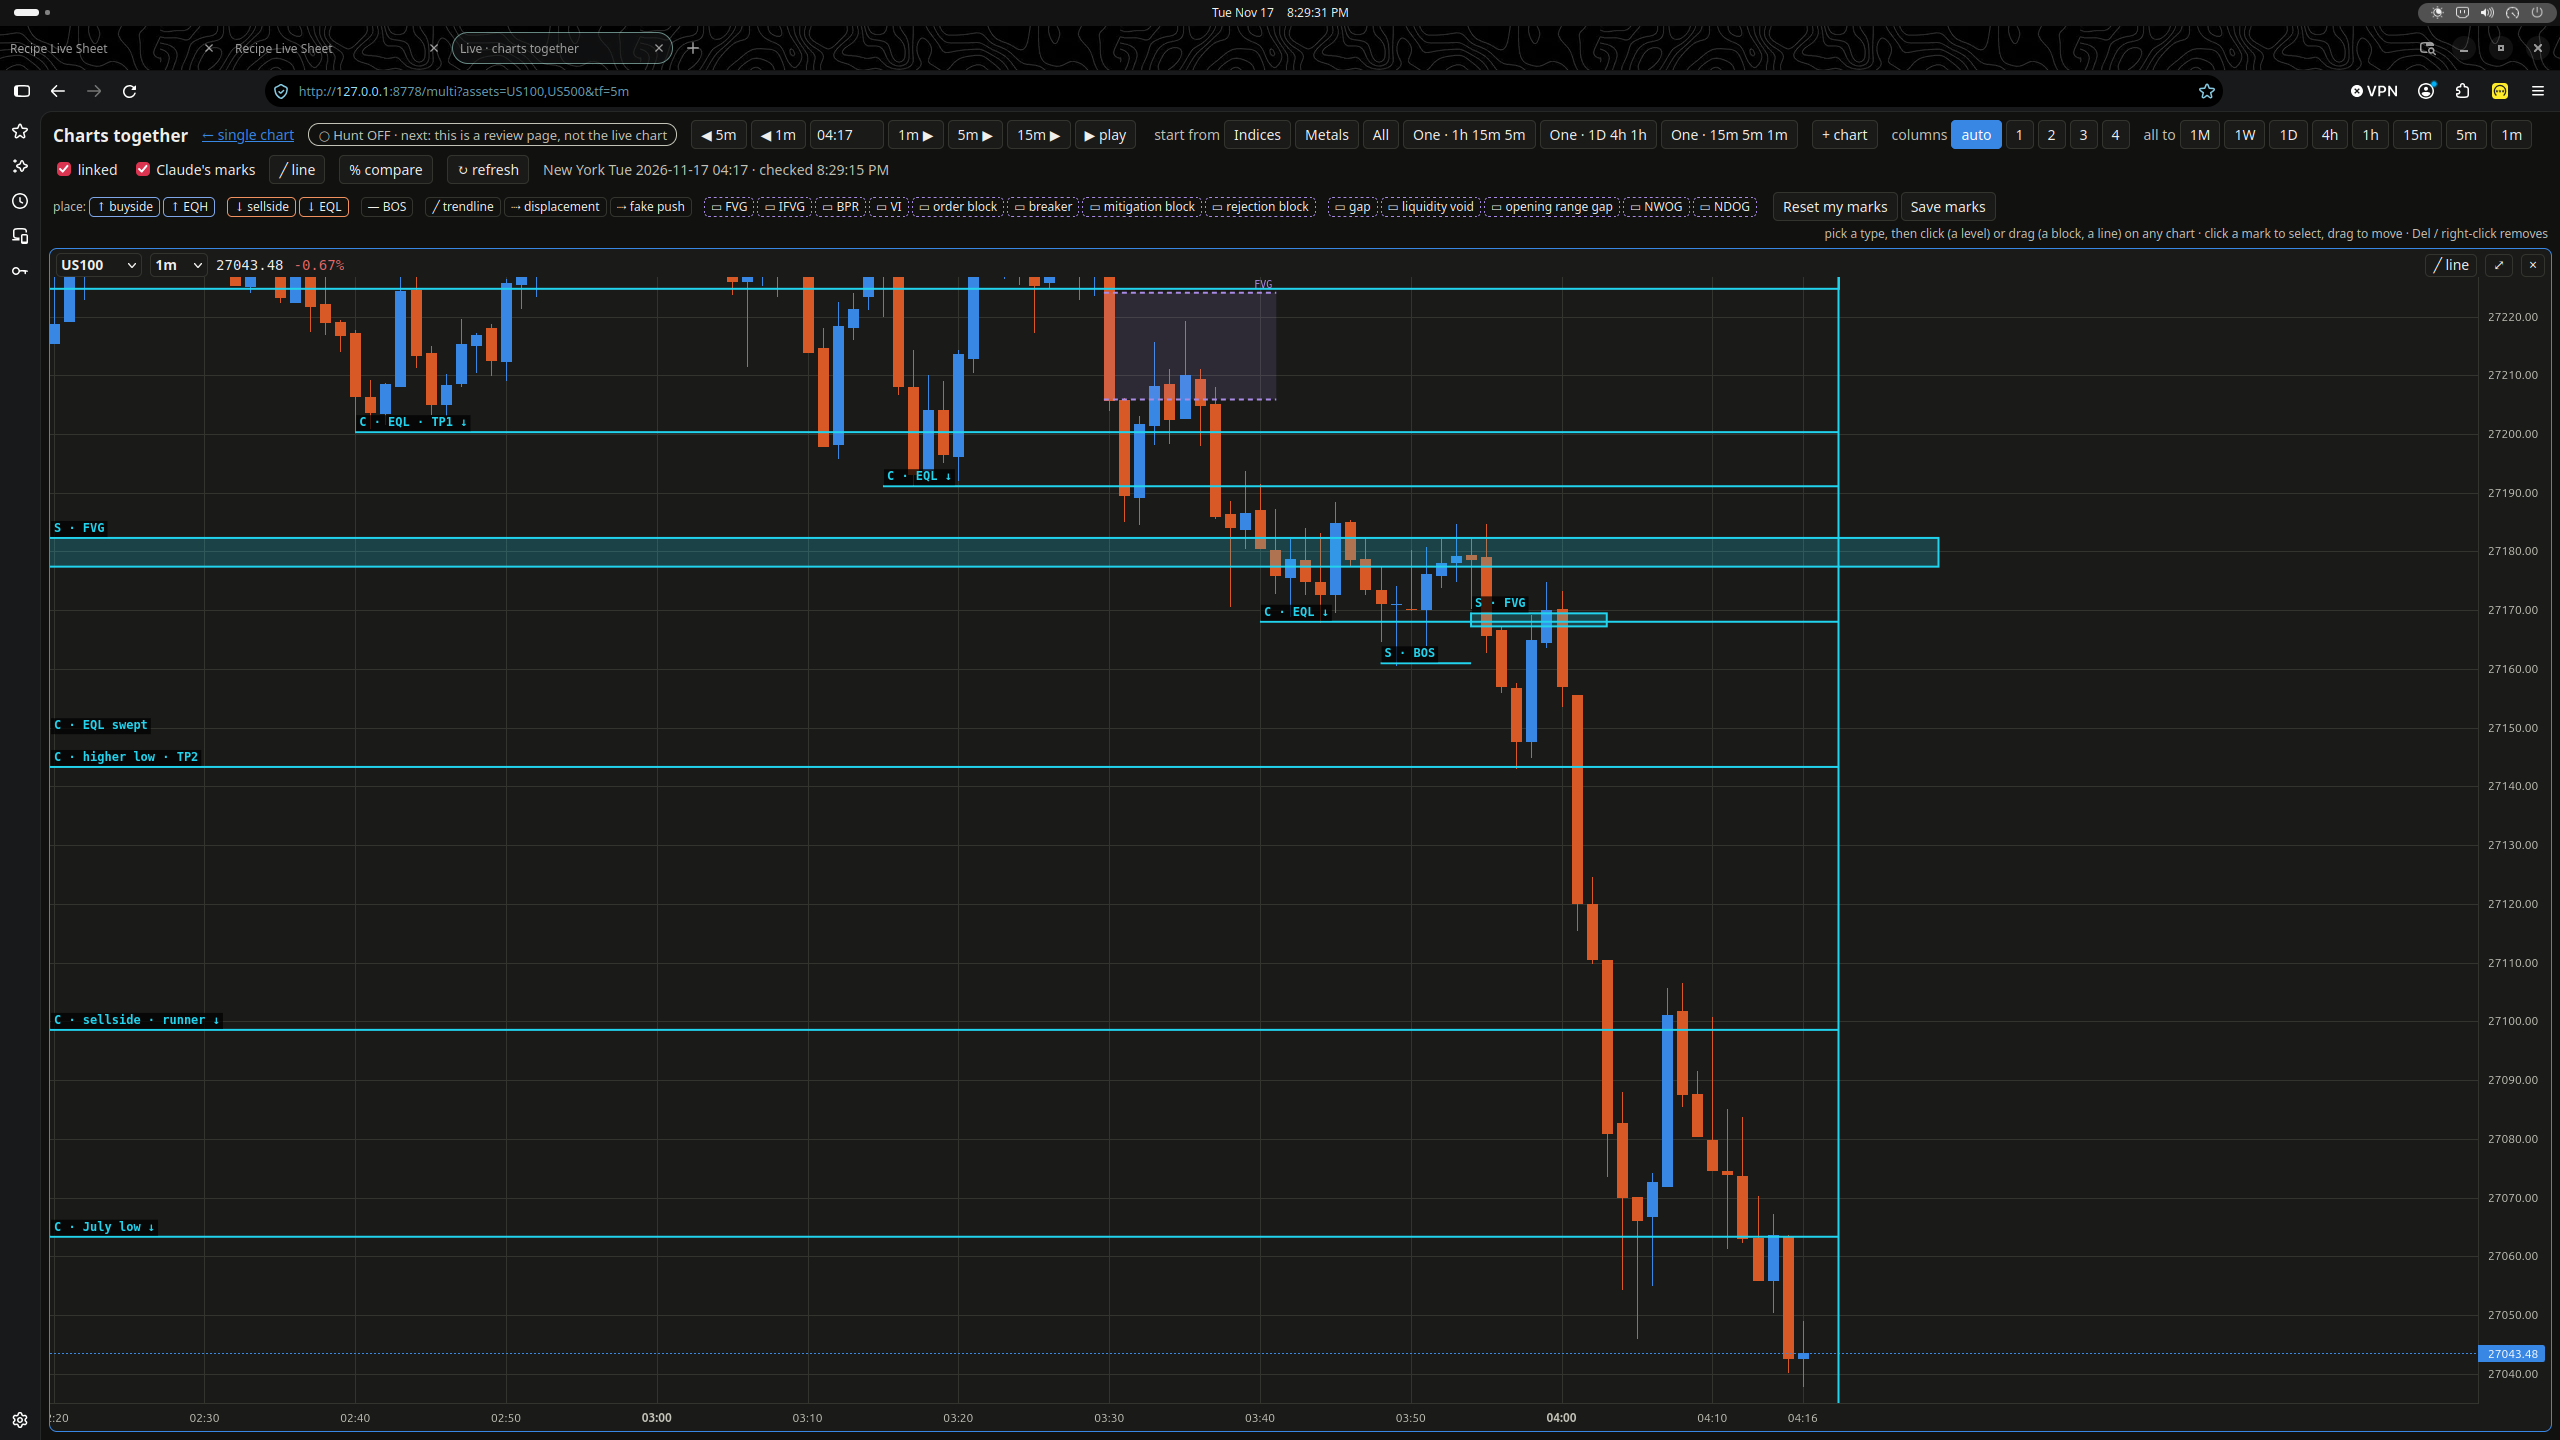 Tue Nov 17 8:29:31 PM
Recipe Live Sheet
Recipe Live Sheet
Live · charts together
http://127.0.0.1:8778/multi?assets=US100,US500&tf=5m
VPN
Charts together
← single chart
Hunt OFF · next: this is a review page, not the live chart
◀ 5m
◀ 1m
04:17
1m ▶
5m ▶
15m ▶
▶ play
start from
Indices
Metals
All
One · 1h 15m 5m
One · 1D 4h 1h
One · 15m 5m 1m
+ chart
columns
auto
1
2
3
4
all to
1M
1W
1D
4h
1h
15m
5m
1m
linked
Claude's marks
╱ line
% compare
↻ refresh
New York Tue 2026-11-17 04:17 · checked 8:29:15 PM
place:
↑ buyside
↑ EQH
↓ sellside
↓ EQL
— BOS
╱ trendline
→ displacement
→ fake push
▭ FVG
▭ IFVG
▭ BPR
▭ VI
▭ order block
▭ breaker
▭ mitigation block
▭ rejection block
▭ gap
▭ liquidity void
▭ opening range gap
▭ NWOG
▭ NDOG
Reset my marks
Save marks
pick a type, then click (a level) or drag (a block, a line) on any chart · click a mark to select, drag to move · Del / right-click removes
US100
1m
27043.48 -0.67%
╱ line
FVG
C · EQL · TP1 ↓
C · EQL ↓
S · FVG
C · EQL ↓
S · FVG
S · BOS
C · EQL swept
C · higher low · TP2
C · sellside · runner ↓
C · July low ↓
27220.00
27210.00
27200.00
27190.00
27180.00
27170.00
27160.00
27150.00
27140.00
27130.00
27120.00
27110.00
27100.00
27090.00
27080.00
27070.00
27060.00
27050.00
27043.48
27040.00
:20
02:30
02:40
02:50
03:00
03:10
03:20
03:30
03:40
03:50
04:00
04:10
04:16